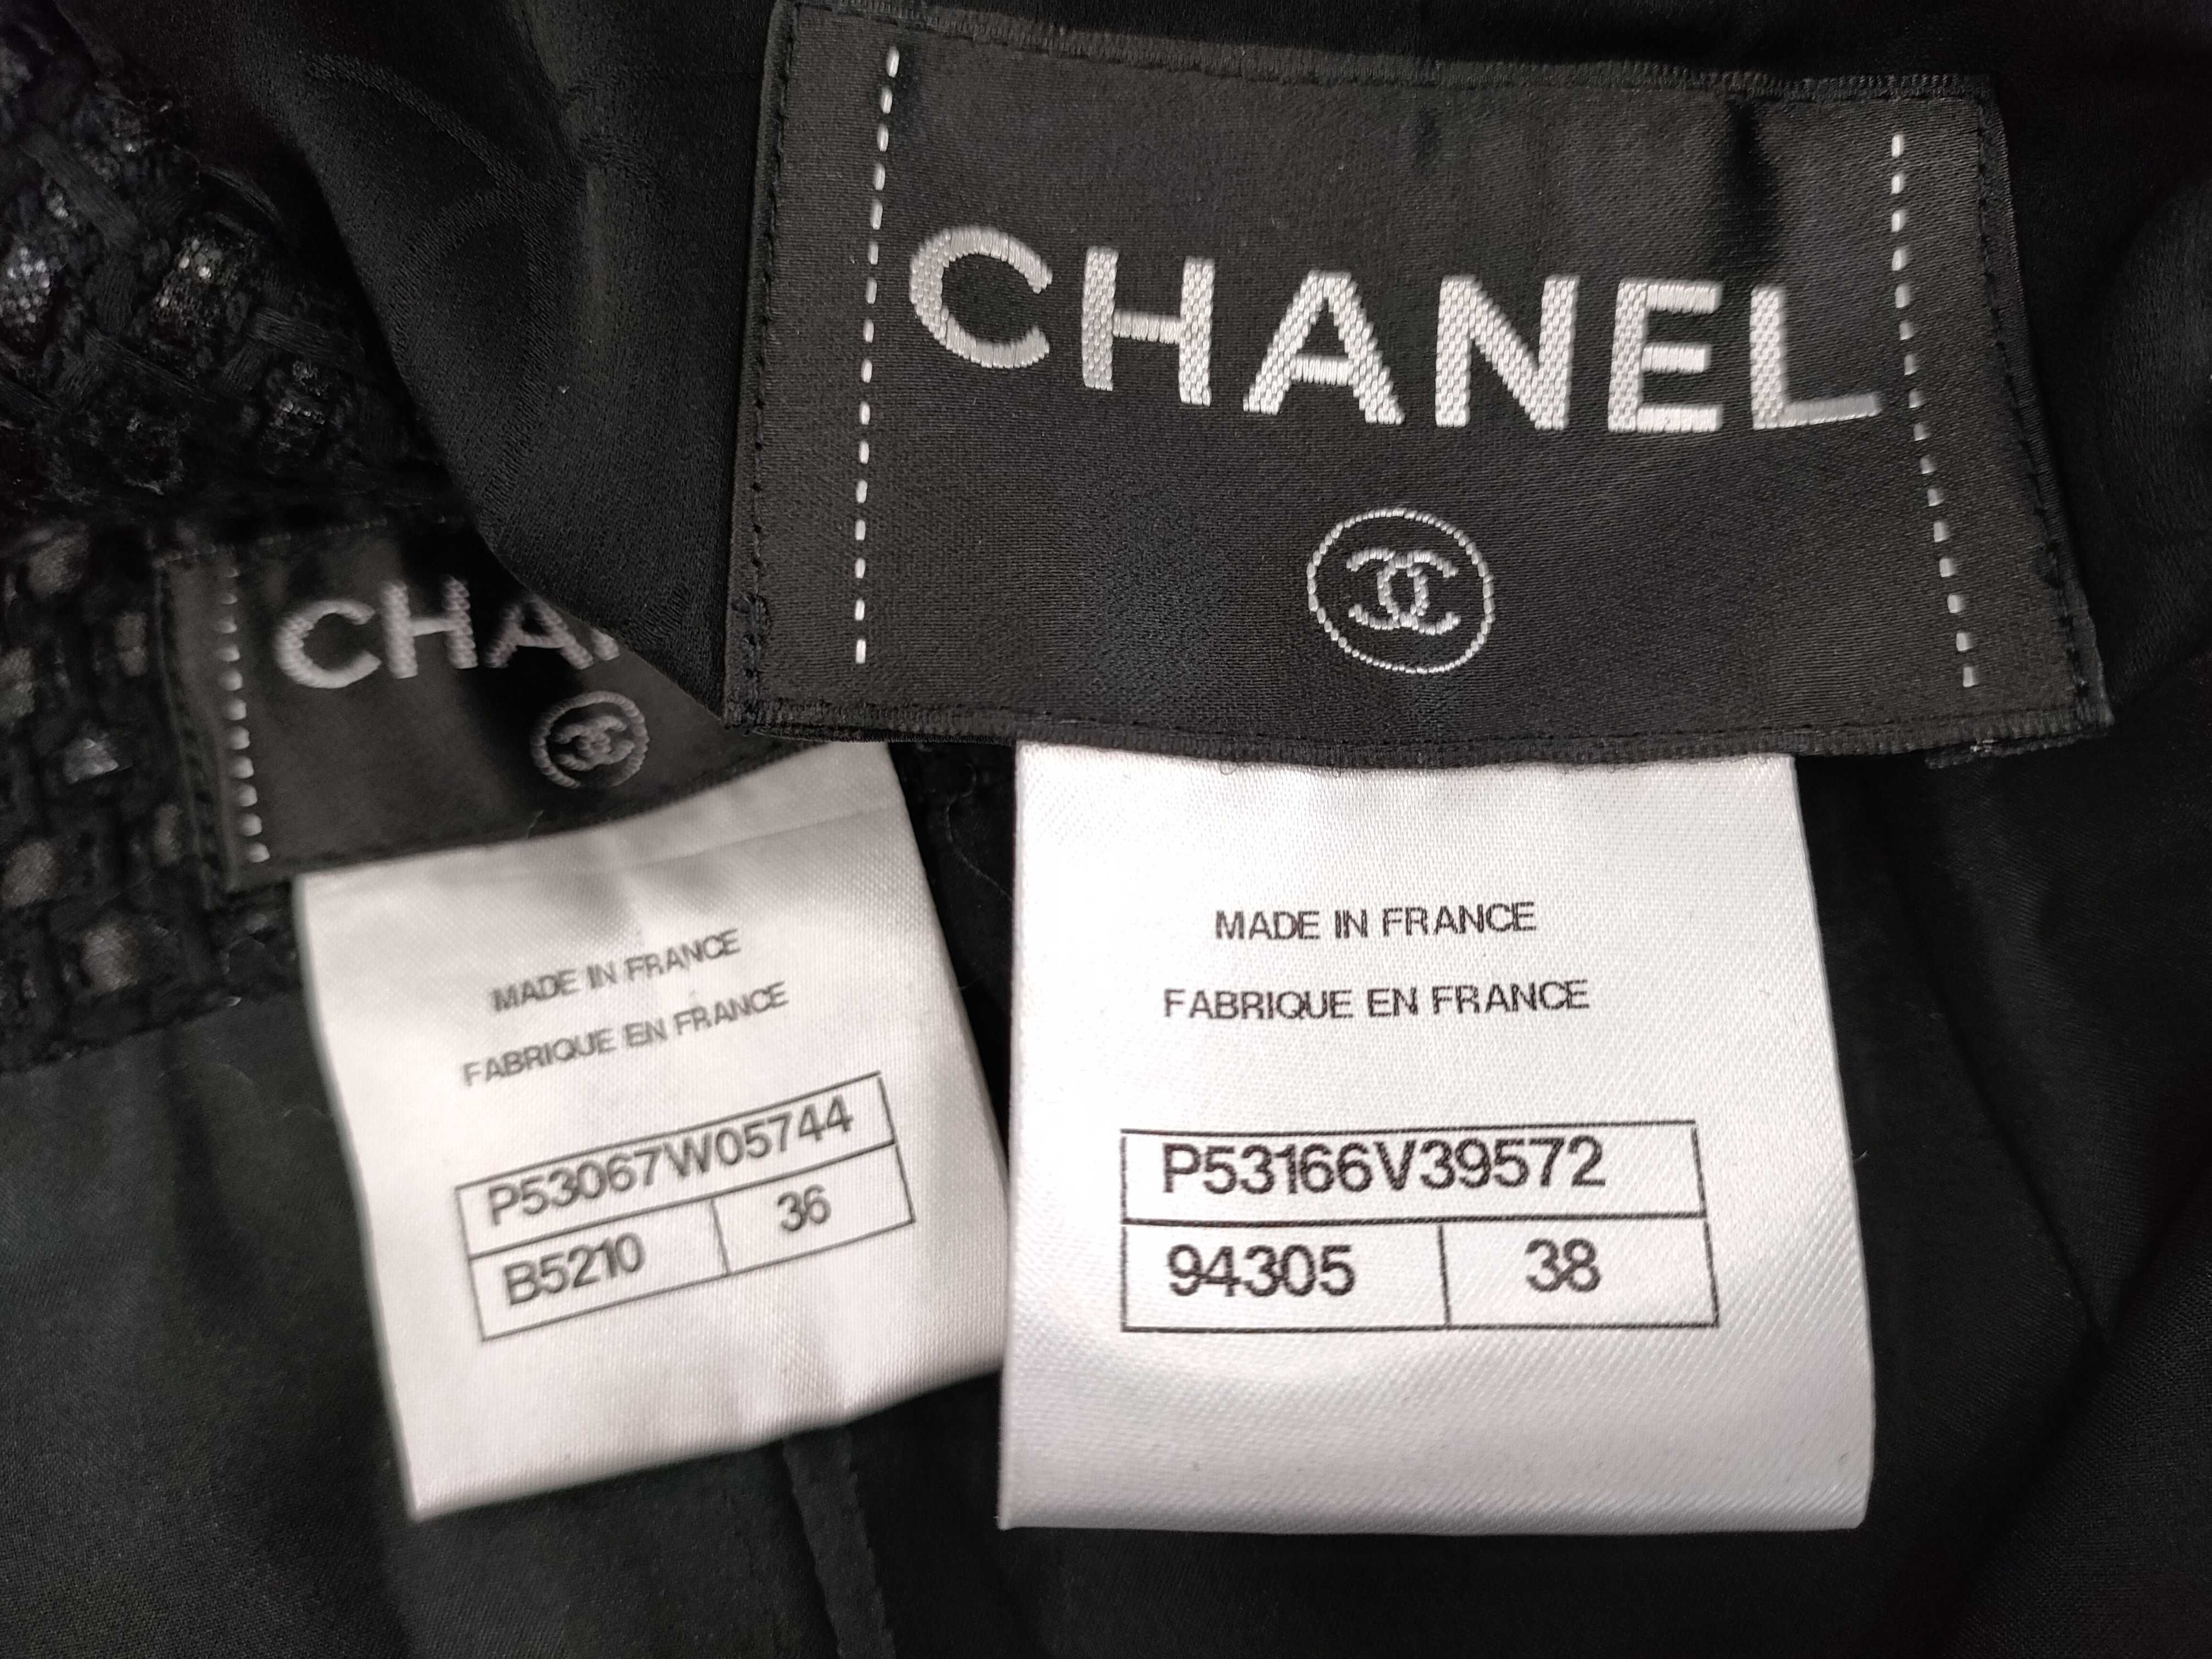 CHANEL
MADE IN FRANCE
FABRIQUE EN FRANCE
P53166V39572
94305 38
CHA
MADE IN FRANCE
FABRIQUE EN FRANCE
P53067W05744
B5210 36